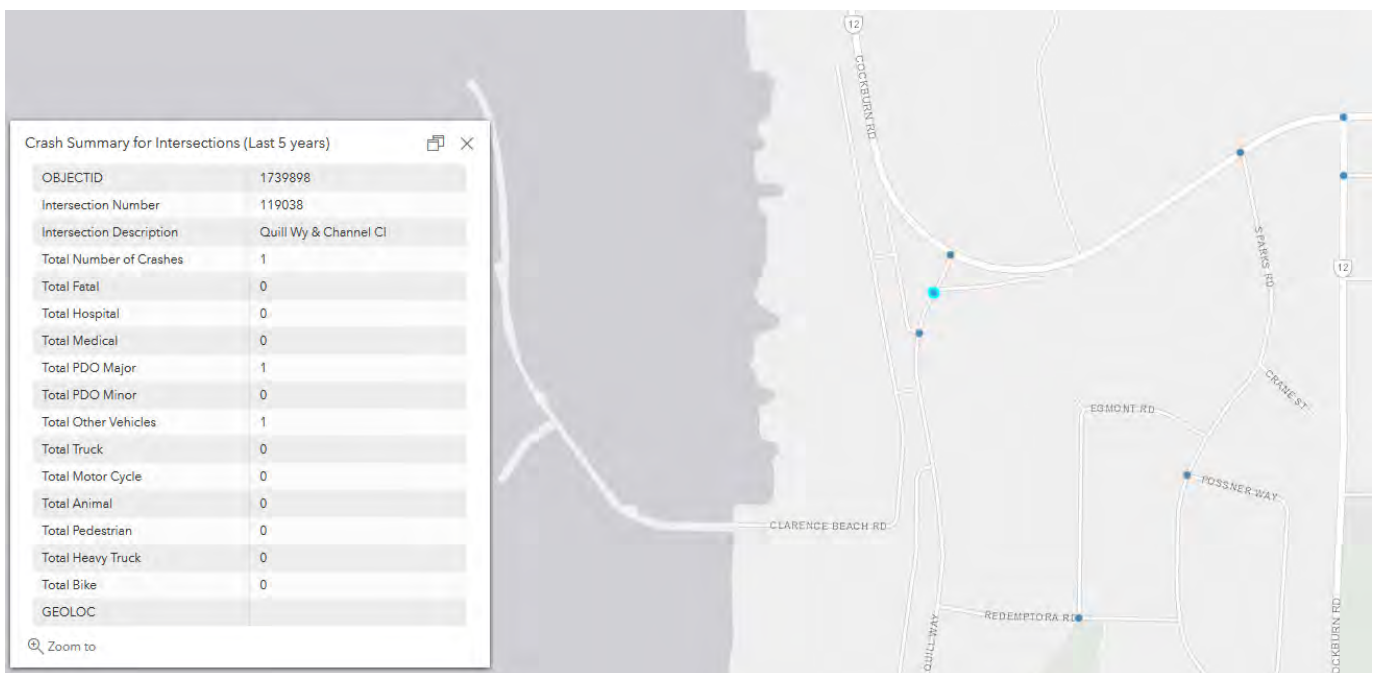 Crash Summary for Intersections (Last 5 years)
OBJECTID 1739898
Intersection Number 119038
Intersection Description Quill Wy & Channel Cl
Total Number of Crashes 1
Total Fatal 0
Total Hospital 0
Total Medical 0
Total PDO Major 1
Total PDO Minor 0
Total Other Vehicles 1
Total Truck 0
Total Motor Cycle 0
Total Animal 0
Total Pedestrian 0
Total Heavy Truck 0
Total Bike 0
GEOLOC
Zoom to
12
COCKBURN RD
SPARKS RD
12
CRANE ST
EGMONT RD
POSSNER WAY
CLARENCE BEACH RD
REDEMPTORA RD
QUILL WAY
COCKBURN RD